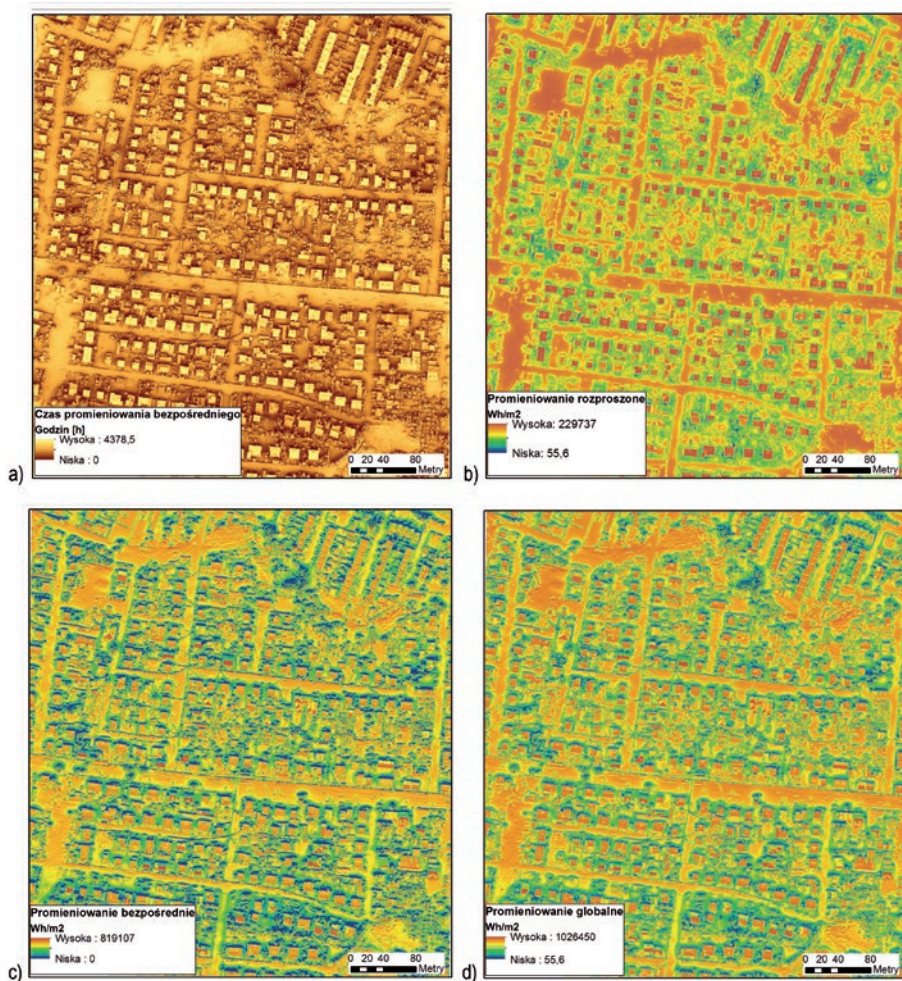 Czas promieniowania bezpośredniego
Godzin [h]
Wysoka : 4378,5
Niska : 0
0 20 40 80
Metry
a)
Promieniowanie rozproszone
Wh/m2
Wysoka: 229737
Niska: 55,6
0 20 40 80
Metry
b)
Promieniowanie bezpośrednie
Wh/m2
Wysoka : 819107
Niska : 0
0 20 40 80
Metry
c)
Promieniowanie globalne
Wh/m2
Wysoka : 1026450
Niska : 55,6
0 20 40 80
Metry
d)